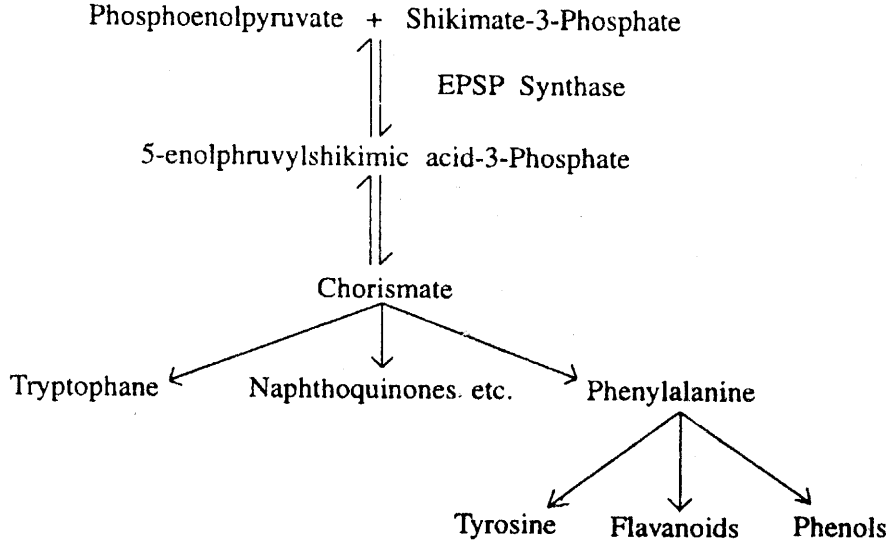 Phosphoenolpyruvate + Shikimate-3-Phosphate
EPSP Synthase
5-enolphruvylshikimic acid-3-Phosphate
Chorismate
Tryptophane Naphthoquinones. etc. Phenylalanine
Tyrosine Flavanoids Phenols